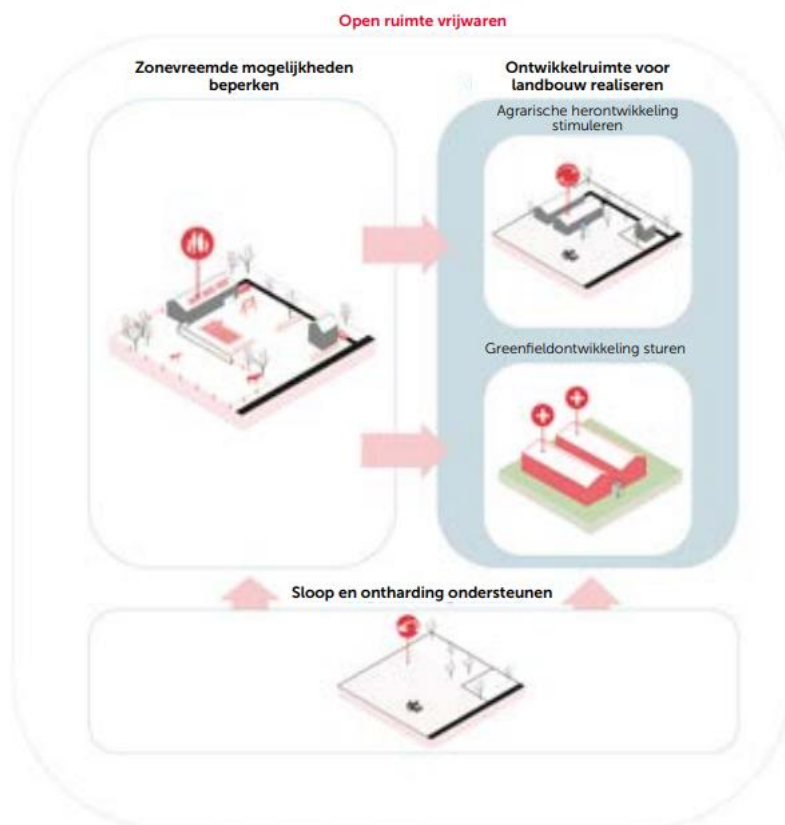 Open ruimte vrijwaren
Zonevreemde mogelijkheden
beperken
Ontwikkelruimte voor
landbouw realiseren
Agrarische herontwikkeling
stimuleren
Greenfieldontwikkeling sturen
Sloop en ontharding ondersteunen